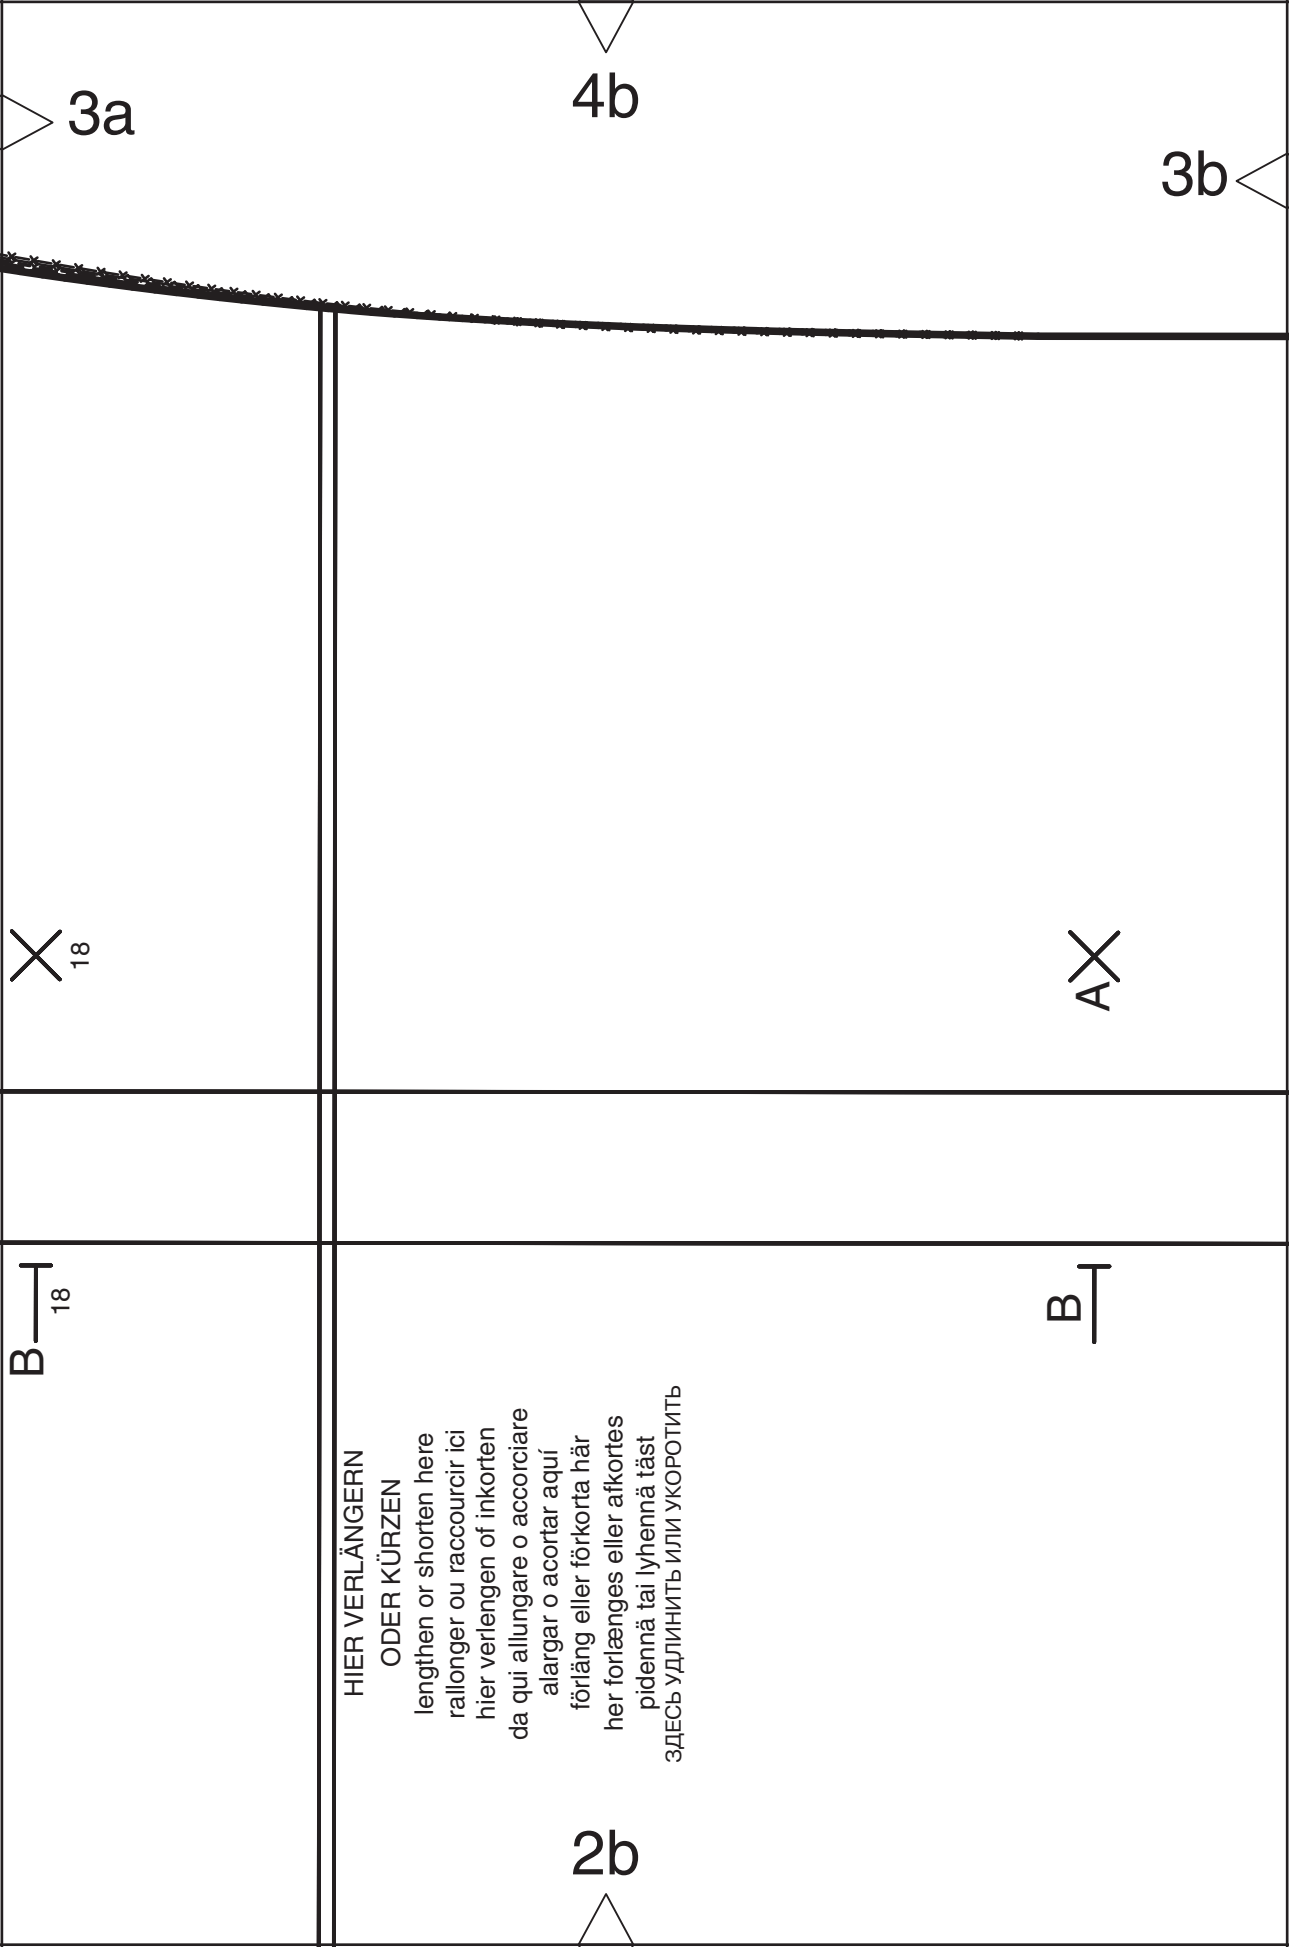 4b
3a
3b
18
A
B
18
B
HIER VERLÄNGERN
ODER KÜRZEN
lengthen or shorten here
rallonger ou raccourcir ici
hier verlengen of inkorten
da qui allungare o accorciare
alargar o acortar aquí
förläng eller förkorta här
her forlænges eller afkortes
pidennä tai lyhennä täst
ЗДЕСЬ УДЛИНИТЬ ИЛИ УКОРОТИТЬ
2b